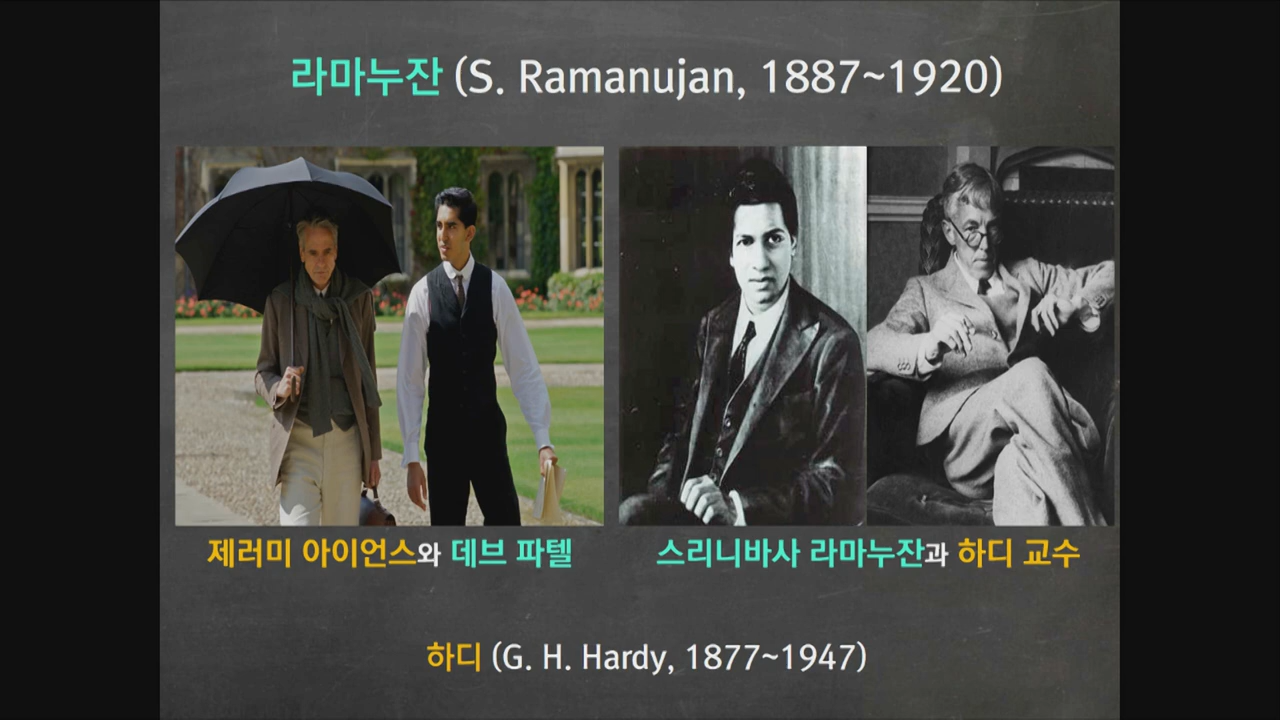 라마누잔 (S. Ramanujan, 1887~1920)
제러미 아이언스와 데브 파텔
스리니바사 라마누잔과 하디 교수
하디 (G. H. Hardy, 1877~1947)